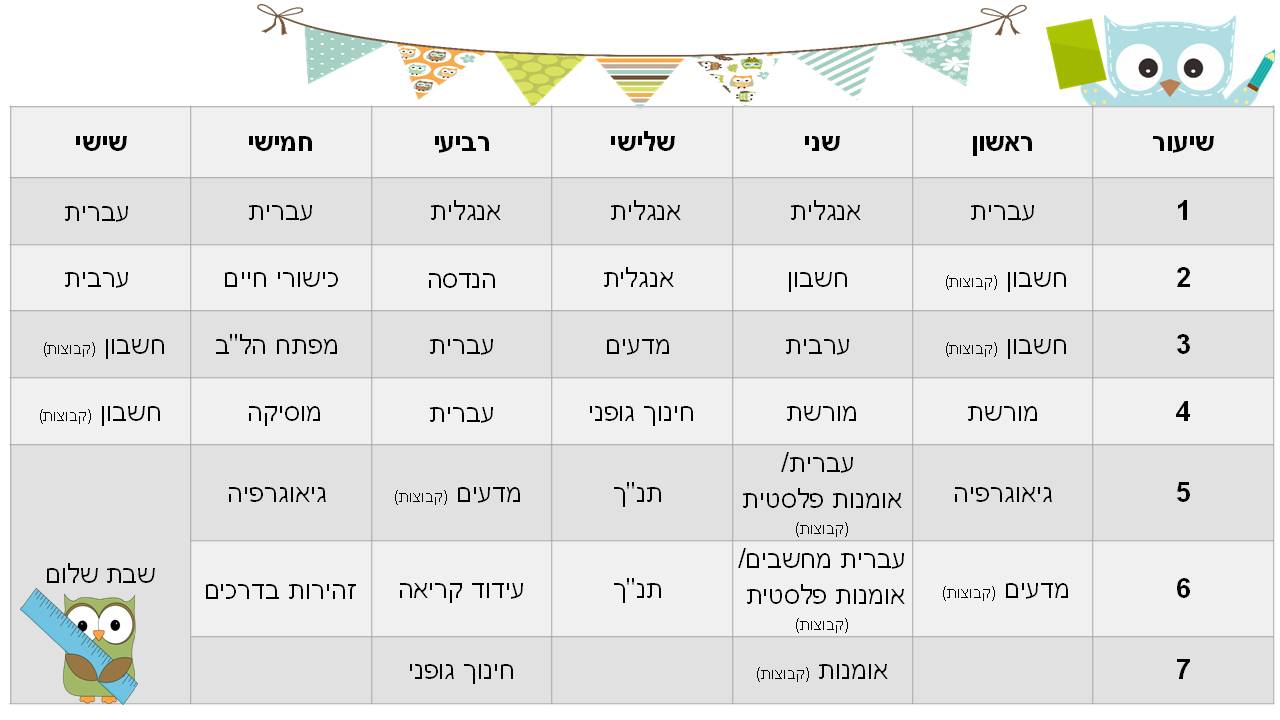 שיעור ראשון שני שלישי רביעי חמישי שישי
1 עברית אנגלית אנגלית אנגלית עברית עברית
2 חשבון (קבוצות) חשבון אנגלית הנדסה כישורי חיים ערבית
3 חשבון (קבוצות) ערבית מדעים עברית מפתח הל"ב חשבון (קבוצות)
4 מורשת מורשת חינוך גופני עברית מוסיקה חשבון (קבוצות)
5 גיאוגרפיה עברית/ אומנות פלסטית (קבוצות) תנ"ך מדעים (קבוצות) גיאוגרפיה
6 מדעים (קבוצות) עברית מחשבים/ אומנות פלסטית (קבוצות) תנ"ך עידוד קריאה זהירות בדרכים שבת שלום
7 אומנות (קבוצות) חינוך גופני